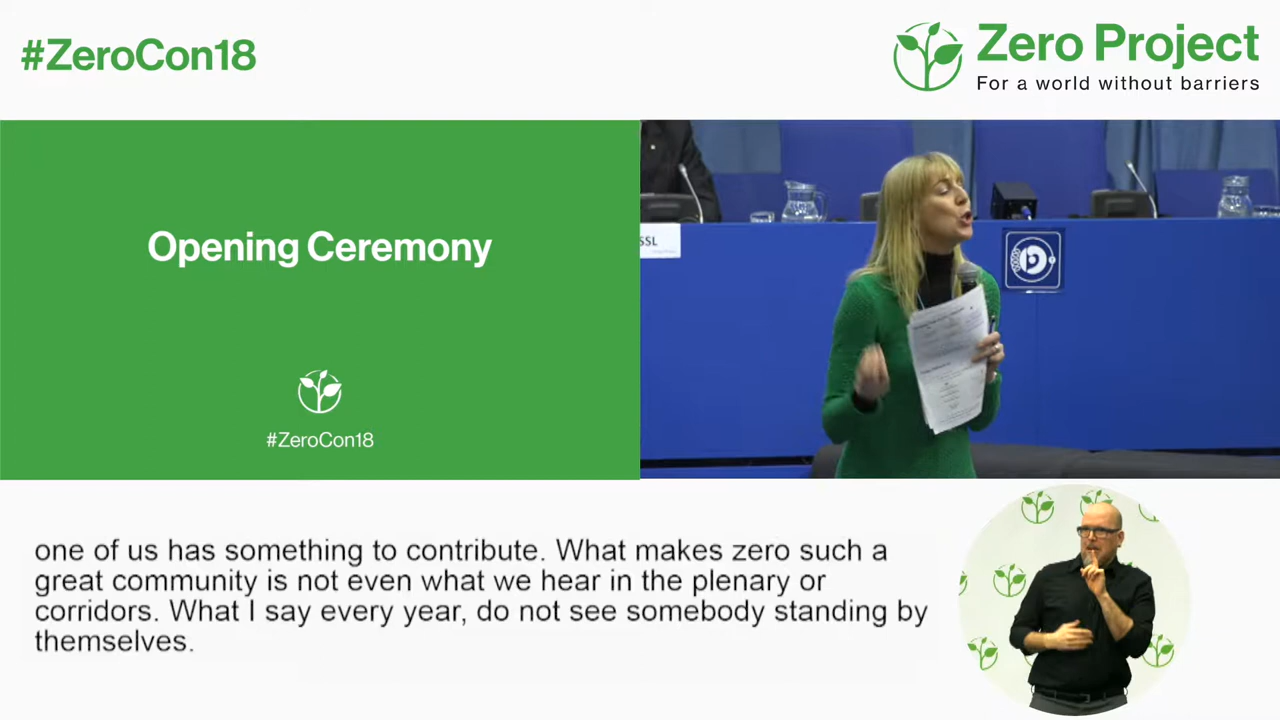 #ZeroCon18
Zero Project
For a world without barriers
Opening Ceremony
#ZeroCon18
SSL
one of us has something to contribute. What makes zero such a
great community is not even what we hear in the plenary or
corridors. What I say every year, do not see somebody standing by
themselves.